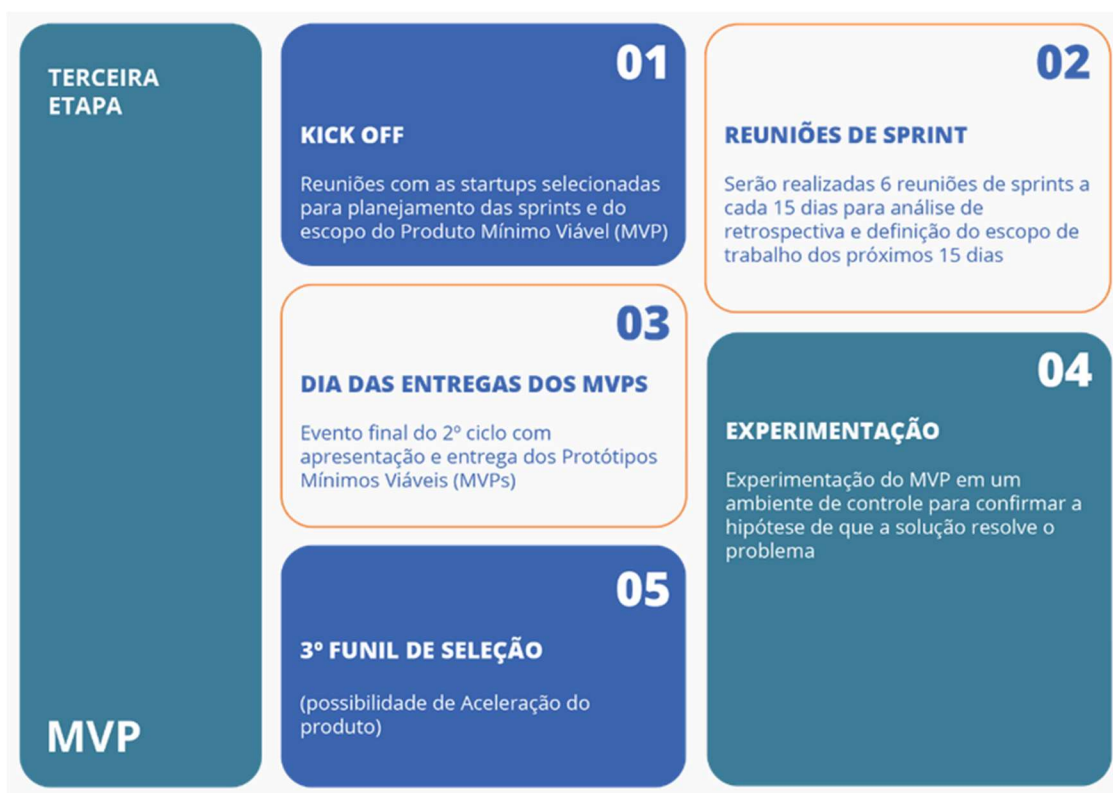 TERCEIRA
ETAPA
MVP
01
KICK OFF
Reuniões com as startups selecionadas
para planejamento das sprints e do
escopo do Produto Mínimo Viável (MVP)
02
REUNIÕES DE SPRINT
Serão realizadas 6 reuniões de sprints a
cada 15 dias para análise de
retrospectiva e definição do escopo de
trabalho dos próximos 15 dias
03
DIA DAS ENTREGAS DOS MVPS
Evento final do 2º ciclo com
apresentação e entrega dos Protótipos
Mínimos Viáveis (MVPs)
04
EXPERIMENTAÇÃO
Experimentação do MVP em um
ambiente de controle para confirmar a
hipótese de que a solução resolve o
problema
05
3º FUNIL DE SELEÇÃO
(possibilidade de Aceleração do
produto)